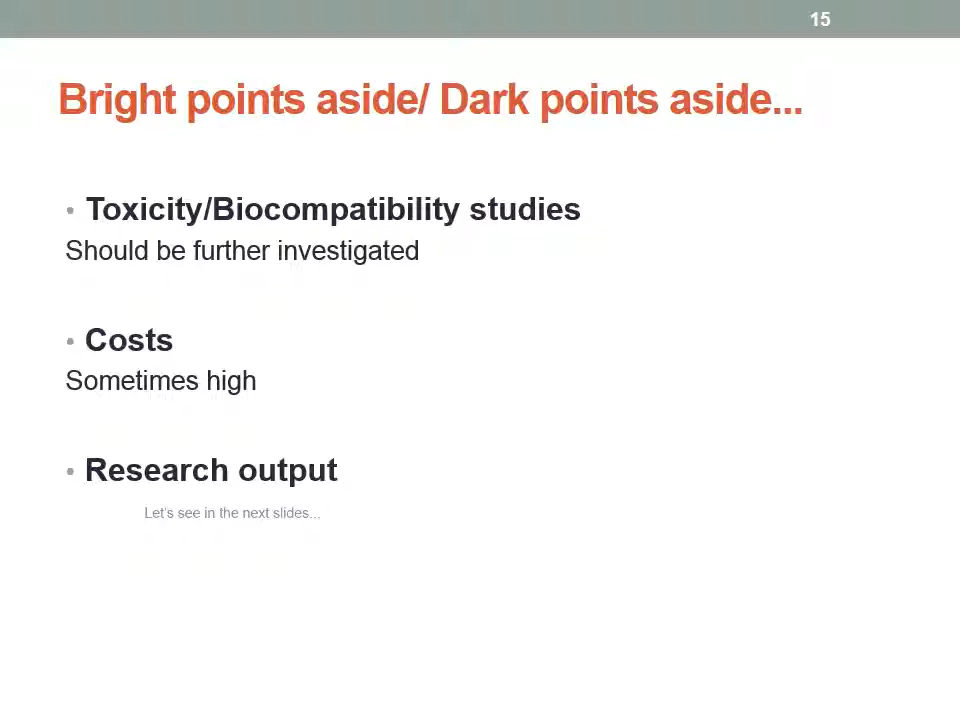 15
Bright points aside/ Dark points aside...
• Toxicity/Biocompatibility studies
Should be further investigated
• Costs
Sometimes high
• Research output
Let's see in the next slides...